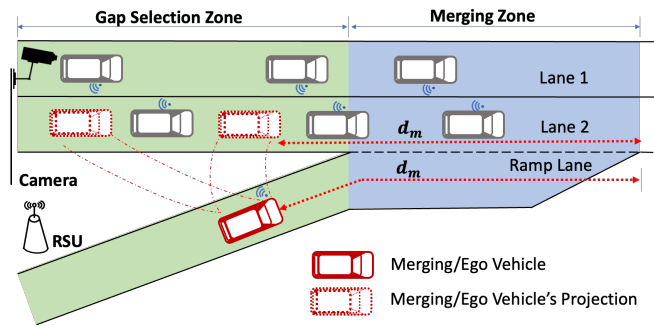 Gap Selection Zone
Merging Zone
Lane 1
Lane 2
d_m
Ramp Lane
d_m
Camera
RSU
Merging/Ego Vehicle
Merging/Ego Vehicle's Projection